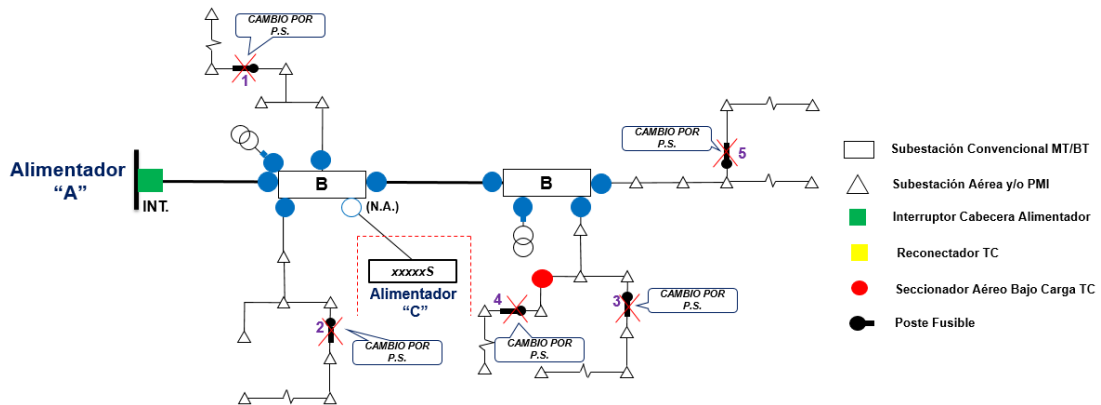 CAMBIO POR
P.S.
1
Alimentador
“A”
INT.
B
(N.A.)
xxxxxS
Alimentador
“C”
2
CAMBIO POR
P.S.
B
4
CAMBIO POR
P.S.
3
CAMBIO POR
P.S.
CAMBIO POR
P.S.
5
Subestación Convencional MT/BT
Subestación Aérea y/o PMI
Interruptor Cabecera Alimentador
Reconectador TC
Seccionador Aéreo Bajo Carga TC
Poste Fusible